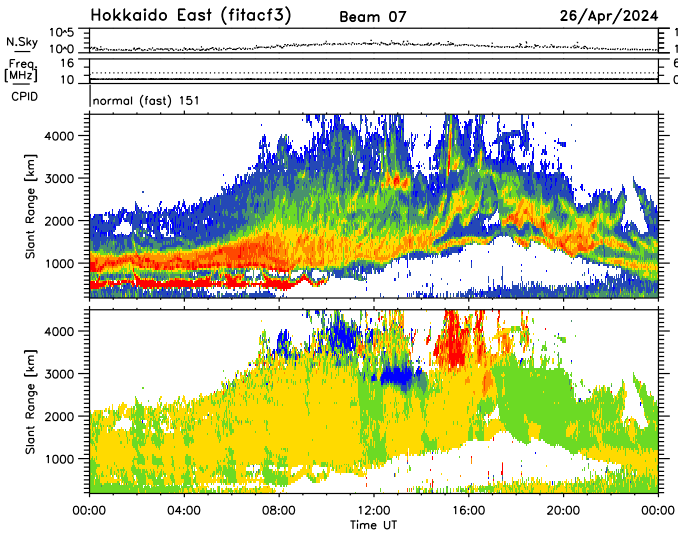 Hokkaido East (fitacf3) Beam 07 26/Apr/2024
N.Sky 10^5 10^0
Freq. [MHz] 16 10 6
CPID normal (fast) 151
Slant Range [km] 4000 3000 2000 1000
Slant Range [km] 4000 3000 2000 1000
00:00 04:00 08:00 12:00 16:00 20:00 00:00
Time UT